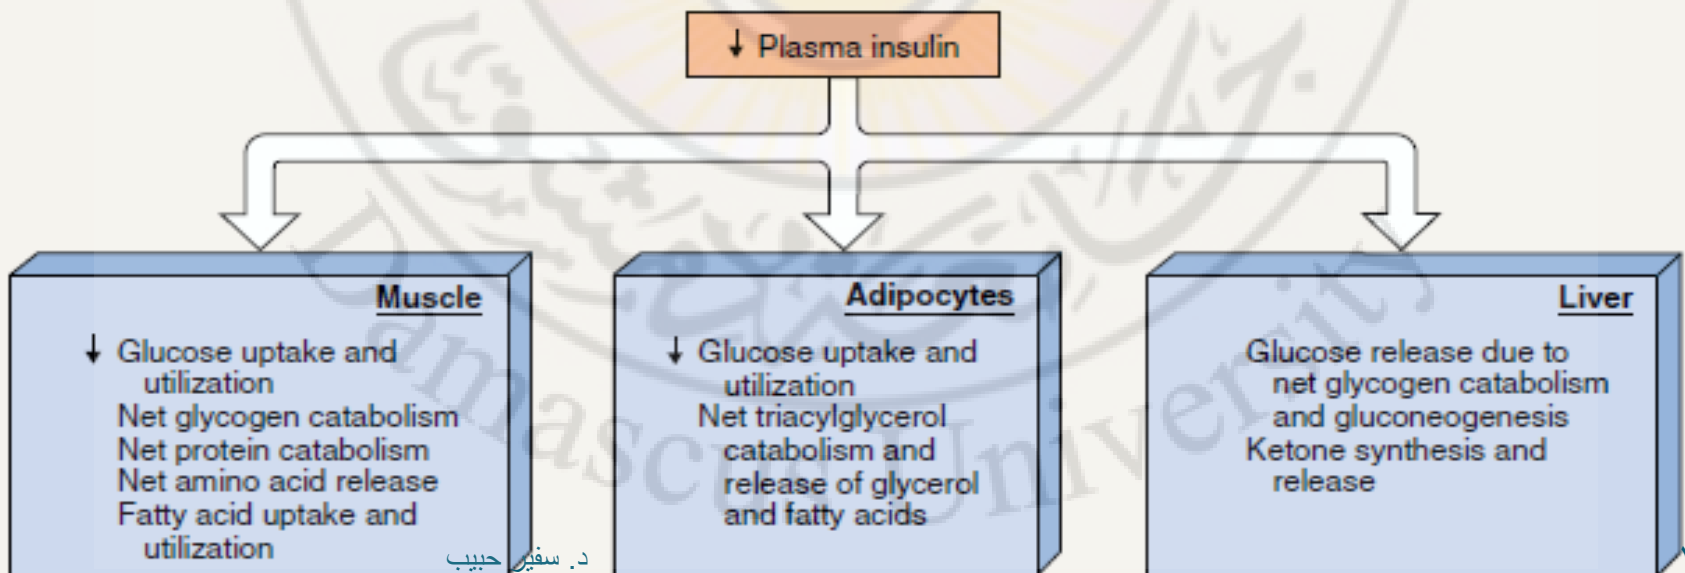 ↓ Plasma insulin
Muscle
↓ Glucose uptake and
utilization
Net glycogen catabolism
Net protein catabolism
Net amino acid release
Fatty acid uptake and
utilization
Adipocytes
↓ Glucose uptake and
utilization
Net triacylglycerol
catabolism and
release of glycerol
and fatty acids
Liver
Glucose release due to
net glycogen catabolism
and gluconeogenesis
Ketone synthesis and
release
د. سفير حبيب
Damascus University